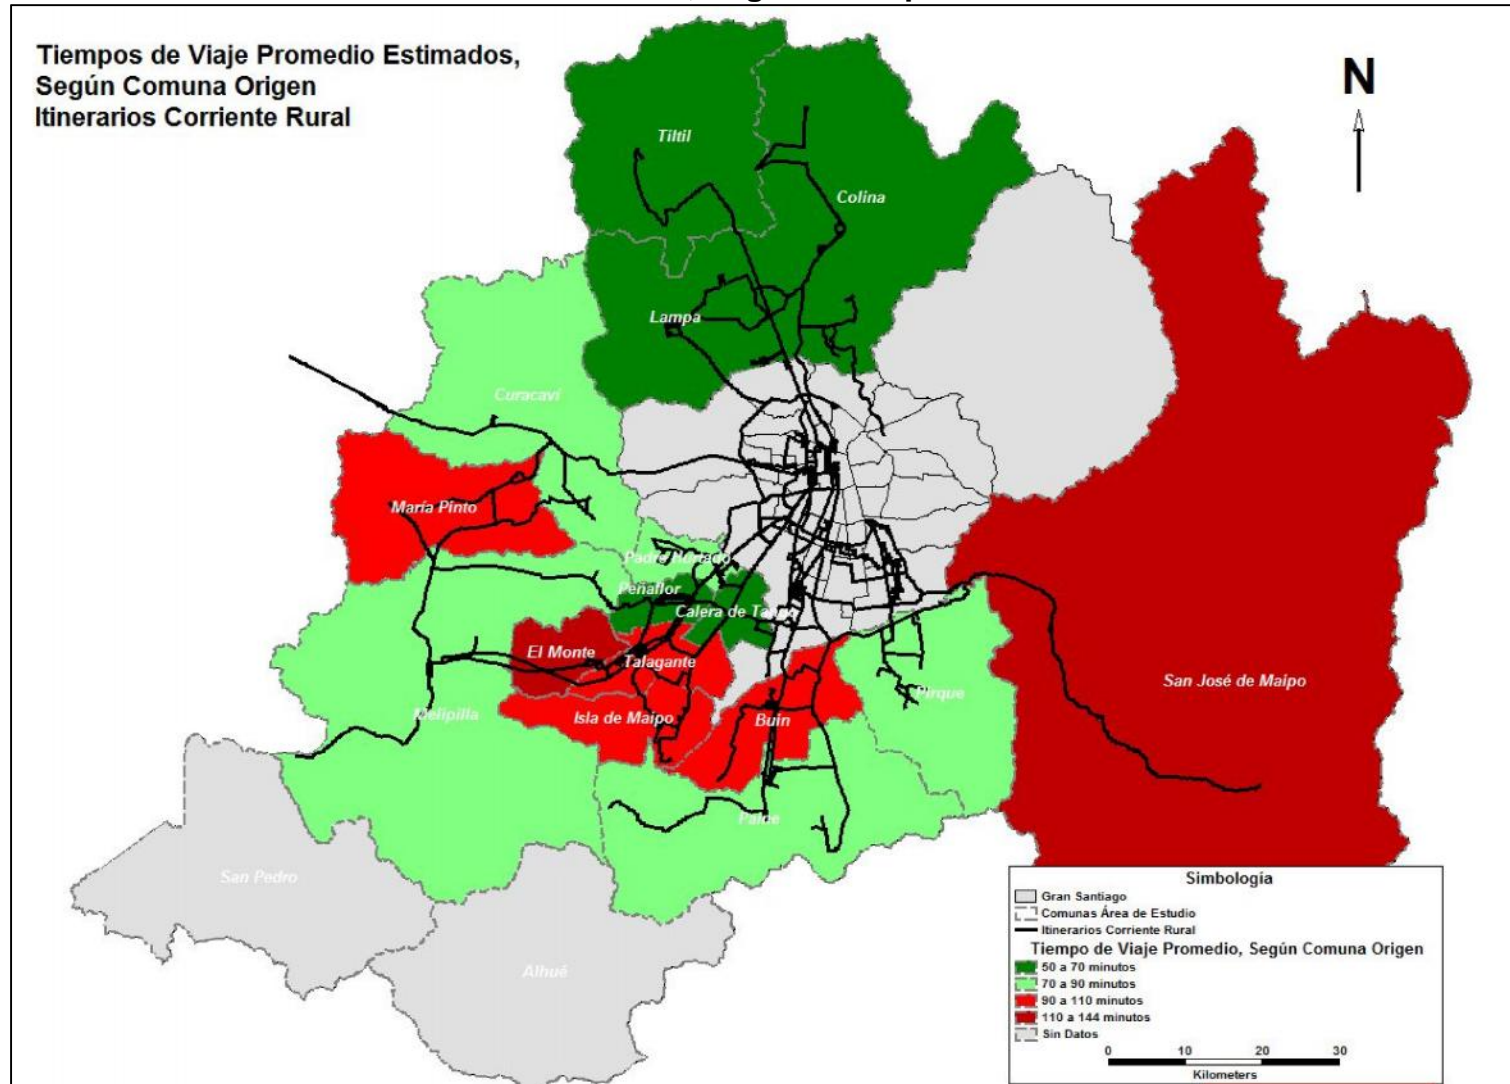 Tiempos de Viaje Promedio Estimados,
Según Comuna Origen
Itinerarios Corriente Rural
N
Tiltil
Colina
Lampa
Curacaví
María Pinto
Padre Hurtado
Peñaflor
Calera de Tango
El Monte
Talagante
San José de Maipo
Pirque
Melipilla
Isla de Maipo
Buin
Paine
San Pedro
Alhué
Simbología
Gran Santiago
Comunas Área de Estudio
Itinerarios Corriente Rural
Tiempo de Viaje Promedio, Según Comuna Origen
50 a 70 minutos
70 a 90 minutos
90 a 110 minutos
110 a 144 minutos
Sin Datos
0 10 20 30
Kilometers